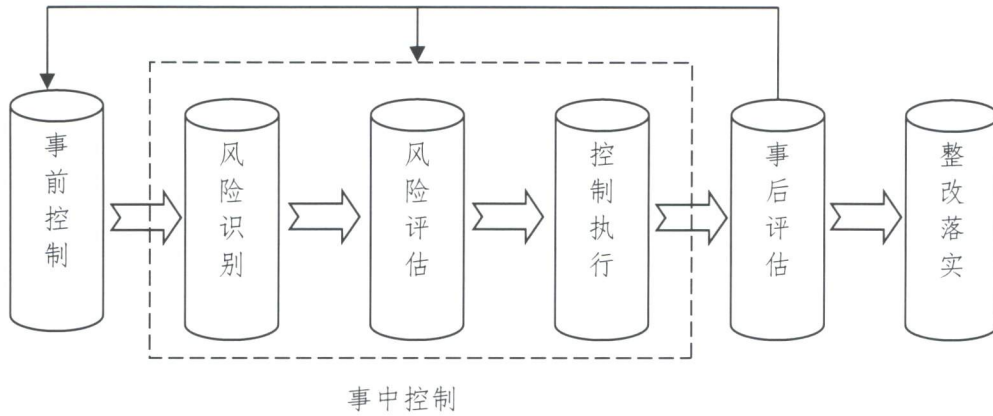 事前控制
风险识别
风险评估
控制执行
事后评估
整改落实
事中控制